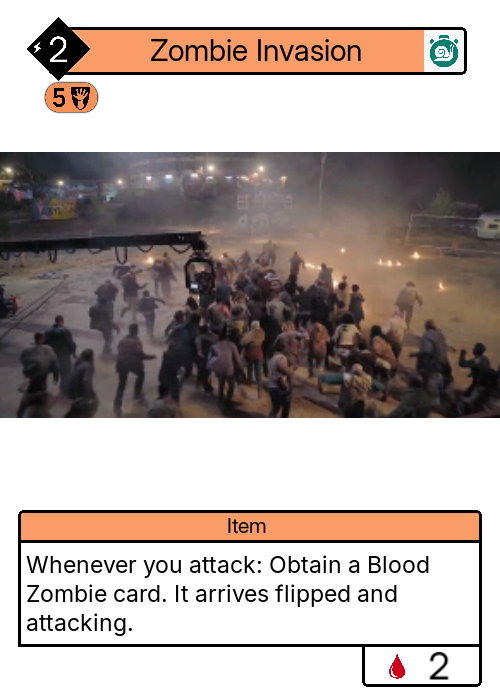 2
Zombie Invasion
5
Item
Whenever you attack: Obtain a Blood
Zombie card. It arrives flipped and
attacking.
2